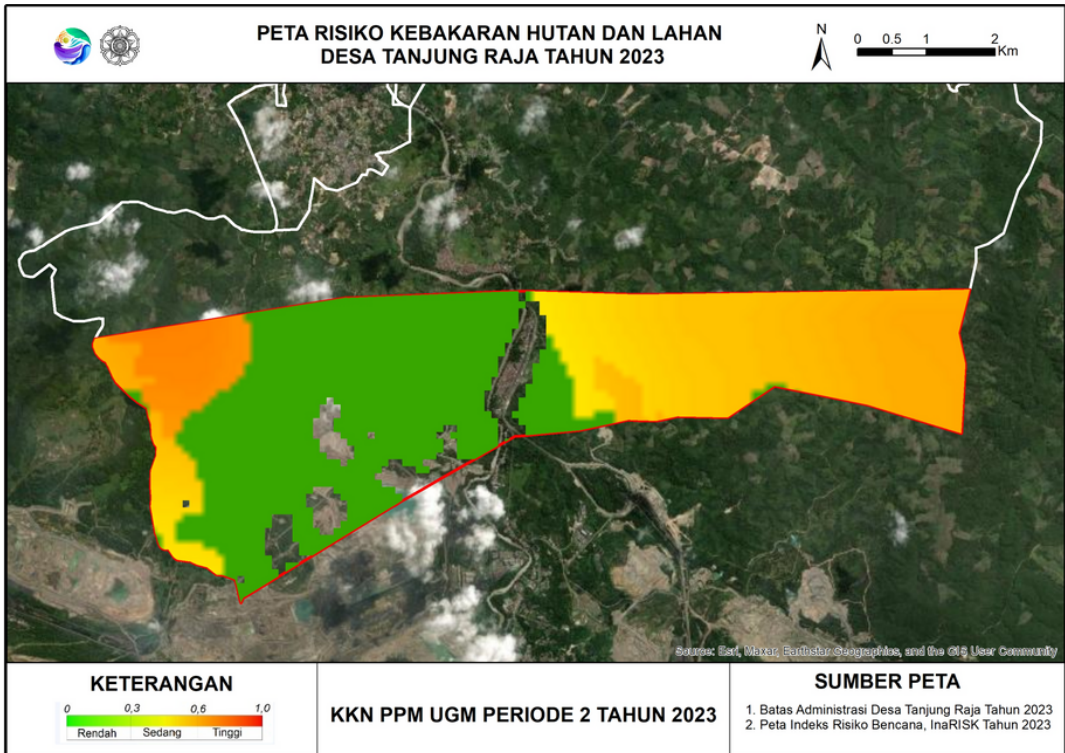 PETA RISIKO KEBAKARAN HUTAN DAN LAHAN
DESA TANJUNG RAJA TAHUN 2023
N
0 0.5 1 2
Km
Source: Esri, Maxar, Earthstar Geographics, and the GIS User Community
KETERANGAN
0 0,3 0,6 1,0
Rendah Sedang Tinggi
KKN PPM UGM PERIODE 2 TAHUN 2023
SUMBER PETA
1. Batas Administrasi Desa Tanjung Raja Tahun 2023
2. Peta Indeks Risiko Bencana, InaRISK Tahun 2023